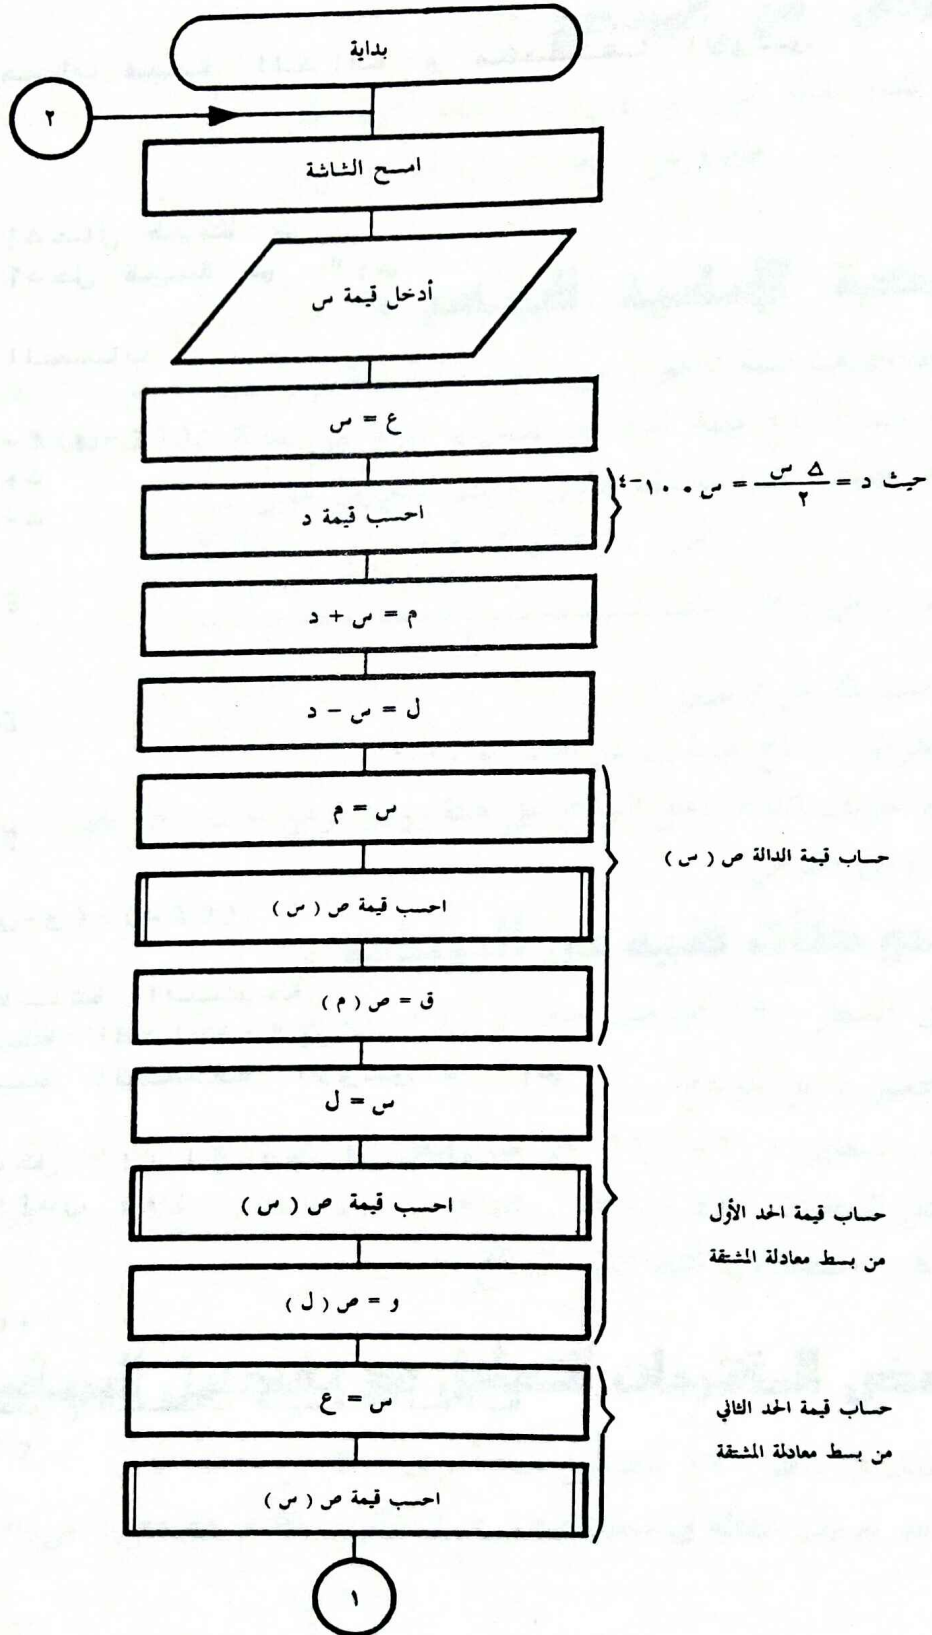 بداية
٢
امسح الشاشة
أدخل قيمة س
ع = س
احسب قيمة د
حيث د = △ س / ٢ = س ٠ ١٠-٤
م = س + د
ل = س - د
س = م
احسب قيمة ص ( س )
حساب قيمة الدالة ص ( س )
ق = ص ( م )
س = ل
احسب قيمة ص ( س )
حساب قيمة الحد الأول
من بسط معادلة المشتقة
و = ص ( ل )
س = ع
حساب قيمة الحد الثاني
من بسط معادلة المشتقة
احسب قيمة ص ( س )
١